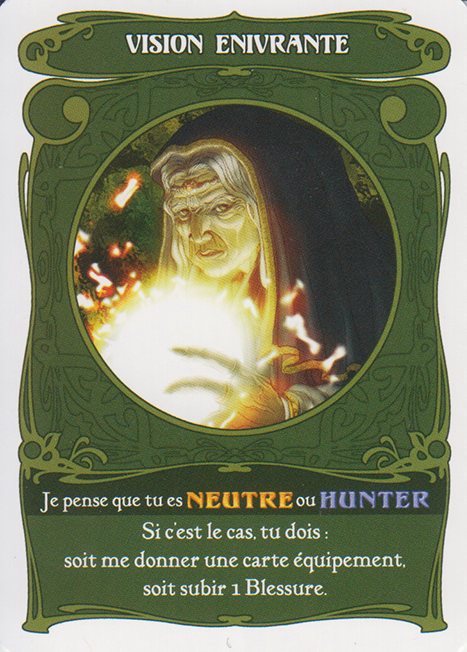 VISION ENIVRANTE
Je pense que tu es NEUTRE ou HUNTER
Si c'est le cas, tu dois :
soit me donner une carte équipement,
soit subir 1 Blessure.